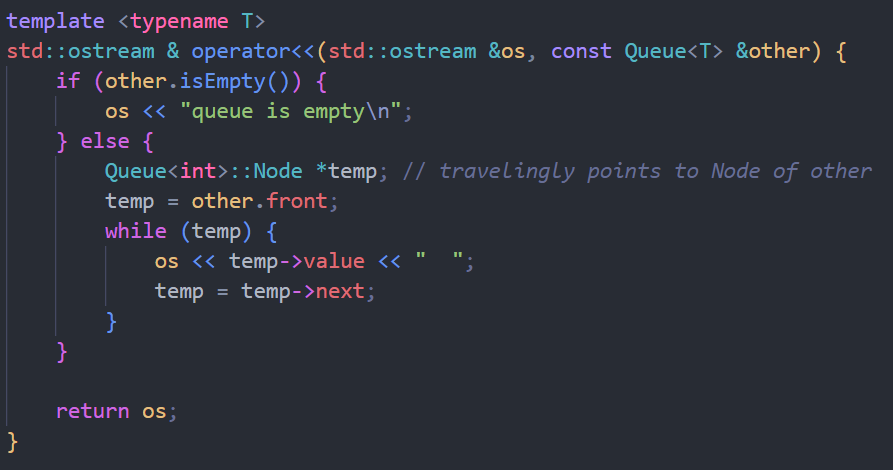 template <typename T>
std::ostream & operator<<(std::ostream &os, const Queue<T> &other) {
    if (other.isEmpty()) {
        os << "queue is empty\n";
    } else {
        Queue<int>::Node *temp; // travelingly points to Node of other
        temp = other.front;
        while (temp) {
            os << temp->value << "  ";
            temp = temp->next;
        }
    }

    return os;
}